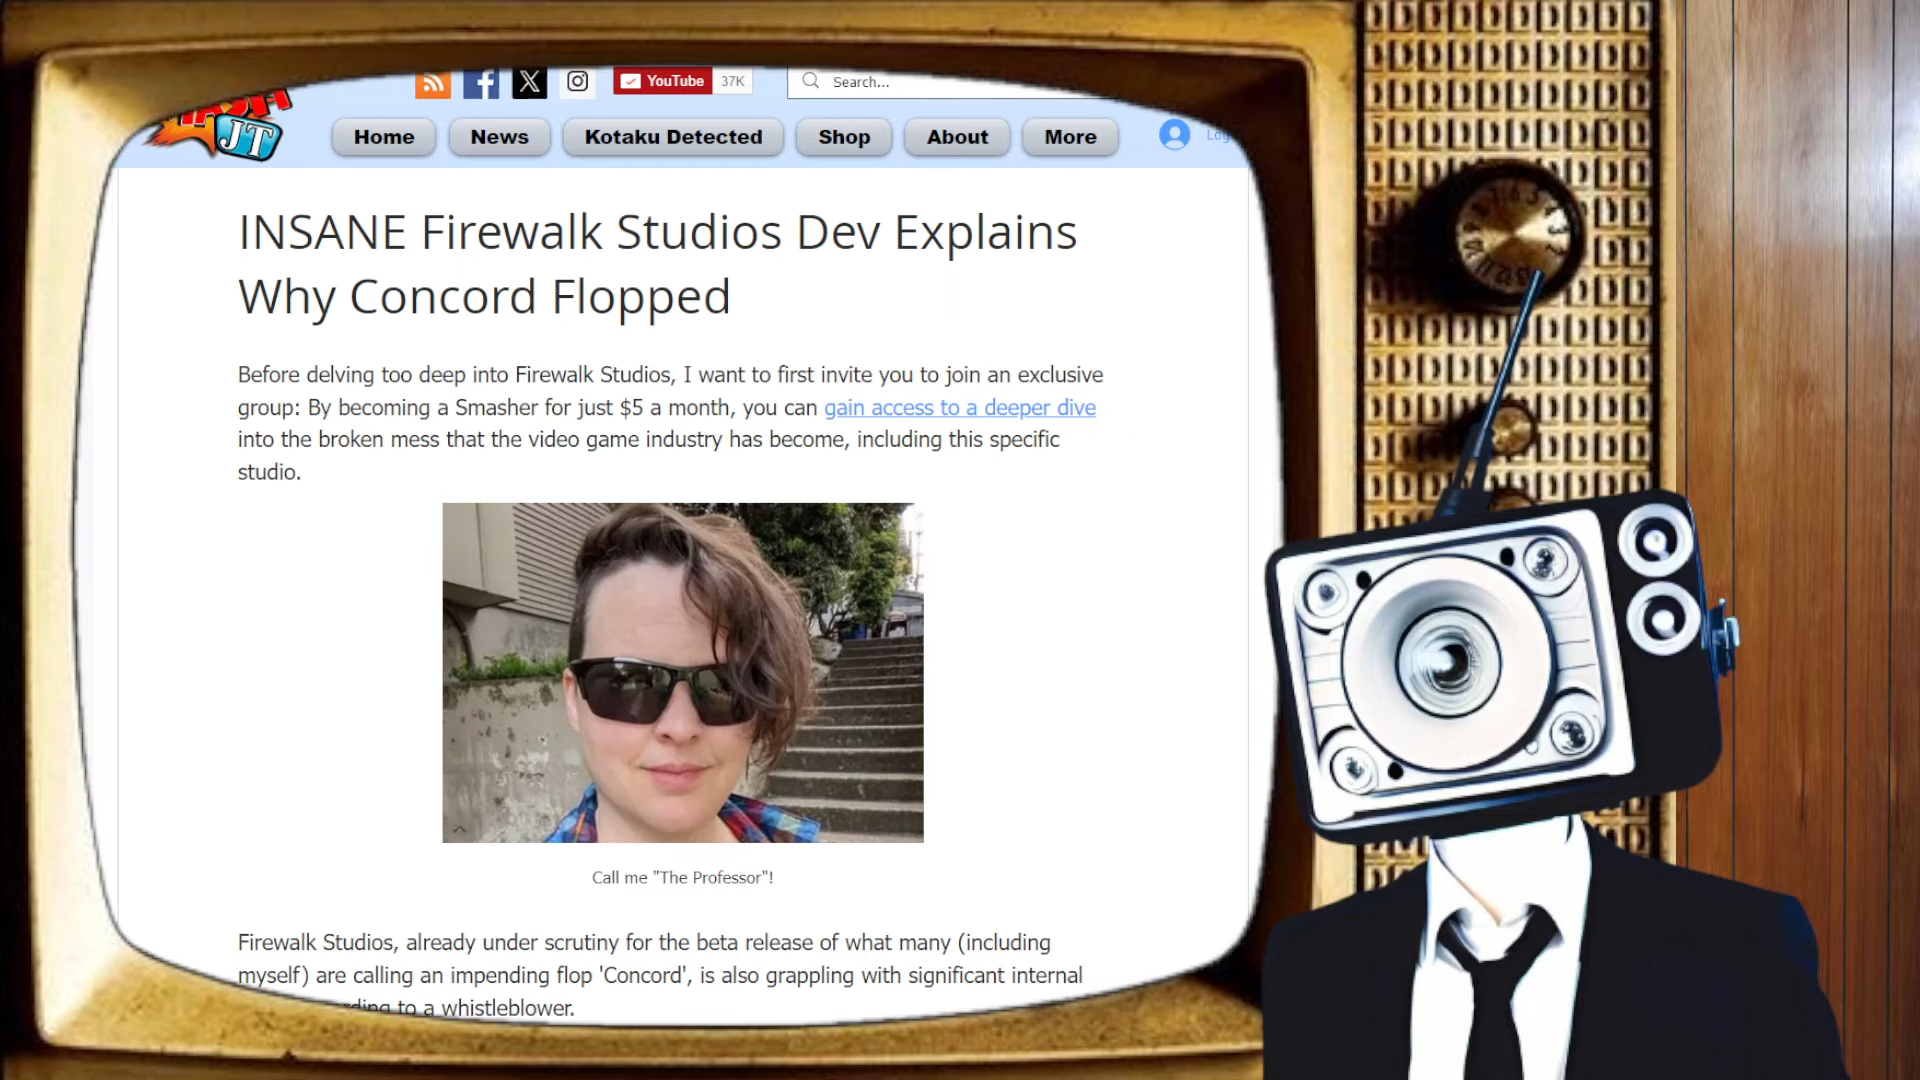 YouTube 37K Search...
JT
Home News Kotaku Detected Shop About More
INSANE Firewalk Studios Dev Explains
Why Concord Flopped
Before delving too deep into Firewalk Studios, I want to first invite you to join an exclusive
group: By becoming a Smasher for just $5 a month, you can gain access to a deeper dive
into the broken mess that the video game industry has become, including this specific
studio.
Call me "The Professor"!
Firewalk Studios, already under scrutiny for the beta release of what many (including
myself) are calling an impending flop 'Concord', is also grappling with significant internal
to a whistleblower.